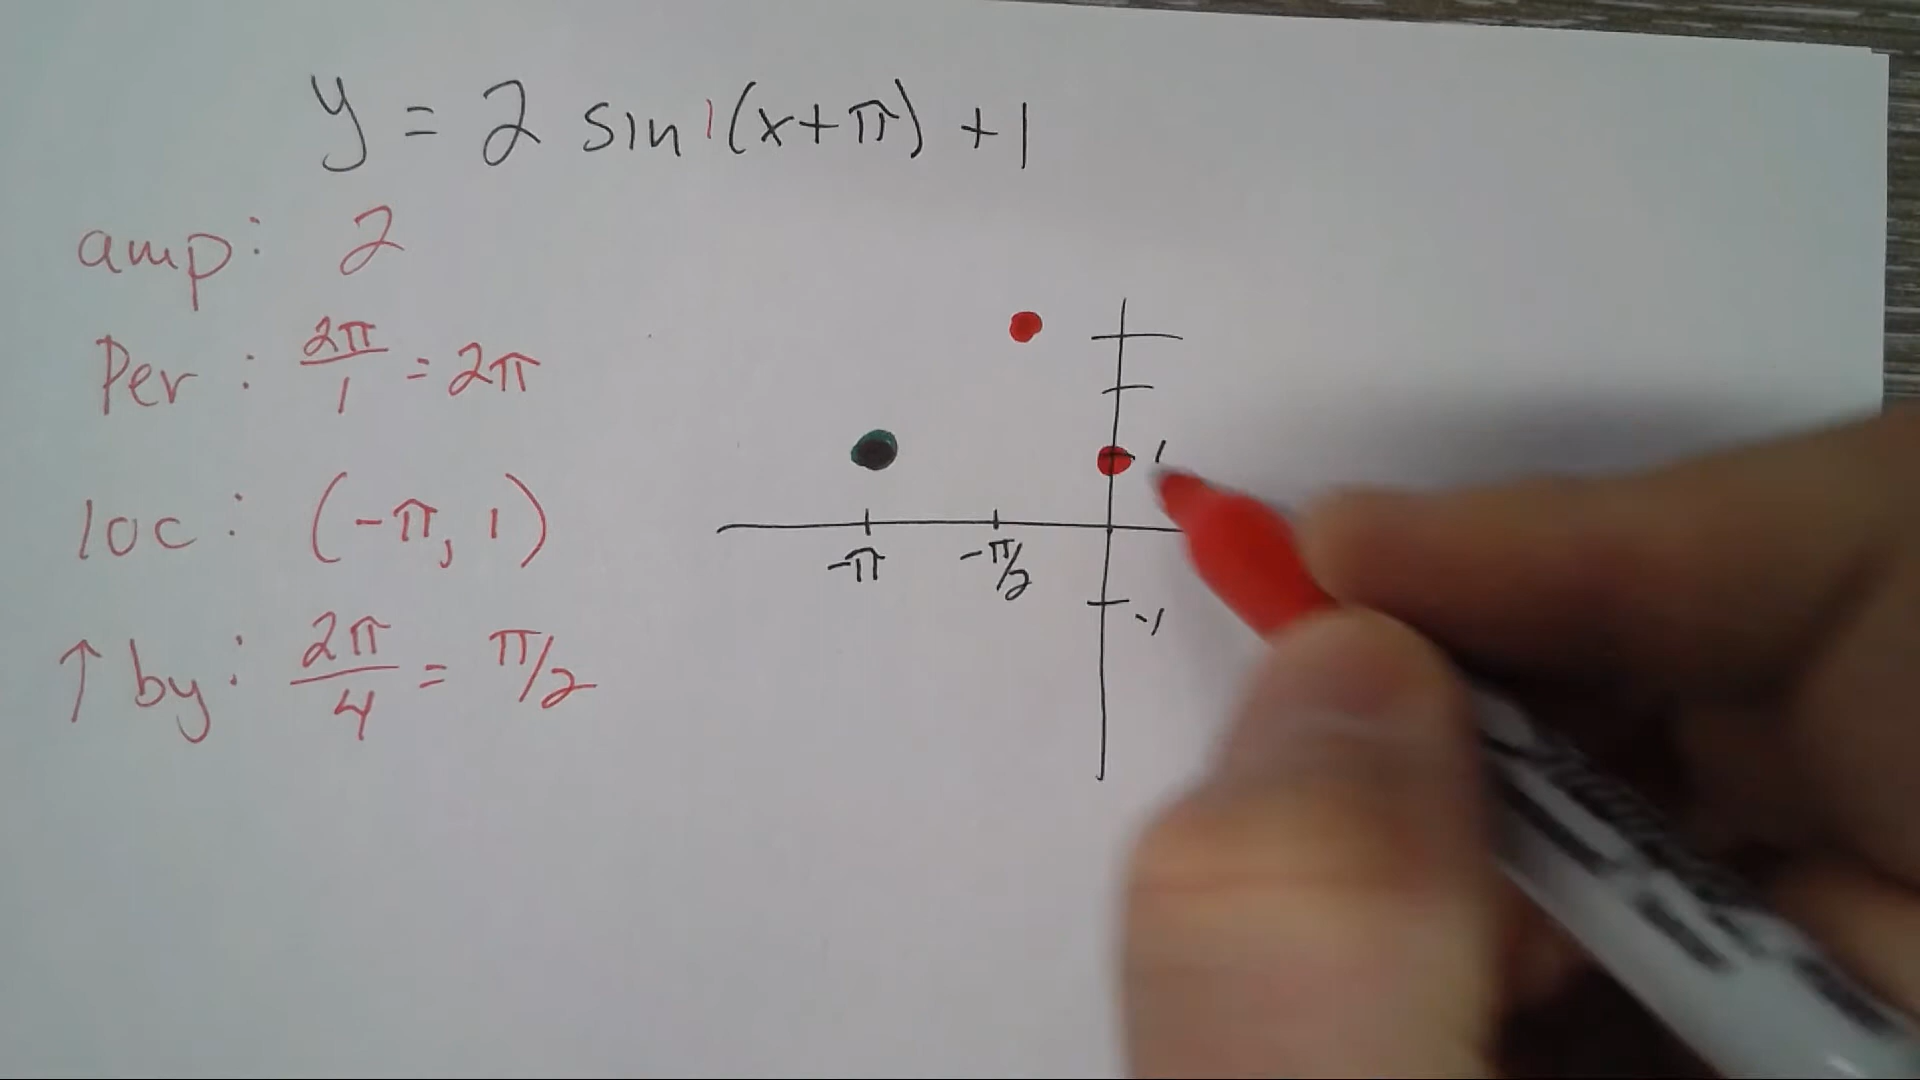 y = 2 sin 1(x+π) +1
amp: 2
Per: 2π/1 = 2π
loc: (-π, 1)
↑ by: 2π/4 = π/2
1
-π -π/2
-1